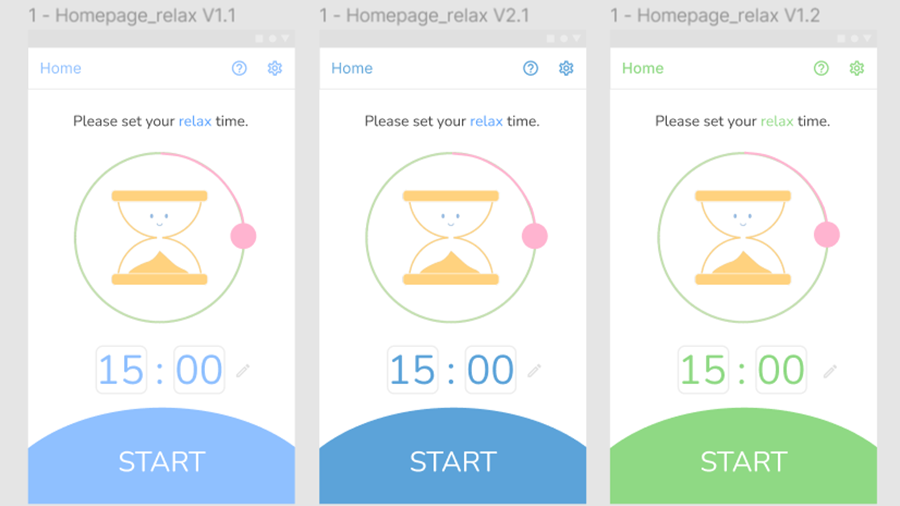 1 - Homepage_relax V1.1
Home
Please set your relax time.
15 : 00
START
1 - Homepage_relax V2.1
Home
Please set your relax time.
15 : 00
START
1 - Homepage_relax V1.2
Home
Please set your relax time.
15 : 00
START